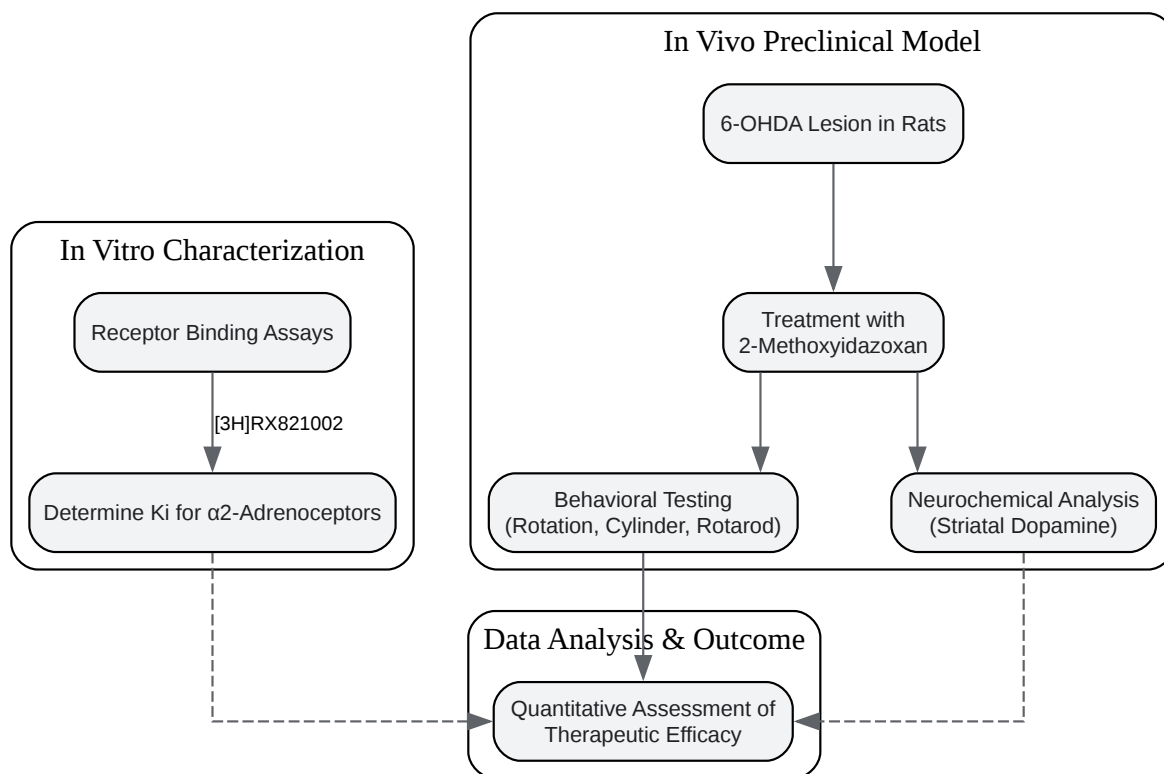 In Vivo Preclinical Model
6-OHDA Lesion in Rats
Treatment with
2-Methoxyidazoxan
Behavioral Testing
(Rotation, Cylinder, Rotarod)
Neurochemical Analysis
(Striatal Dopamine)
In Vitro Characterization
Receptor Binding Assays
[3H]RX821002
Determine Ki for α2-Adrenoceptors
Data Analysis & Outcome
Quantitative Assessment of
Therapeutic Efficacy